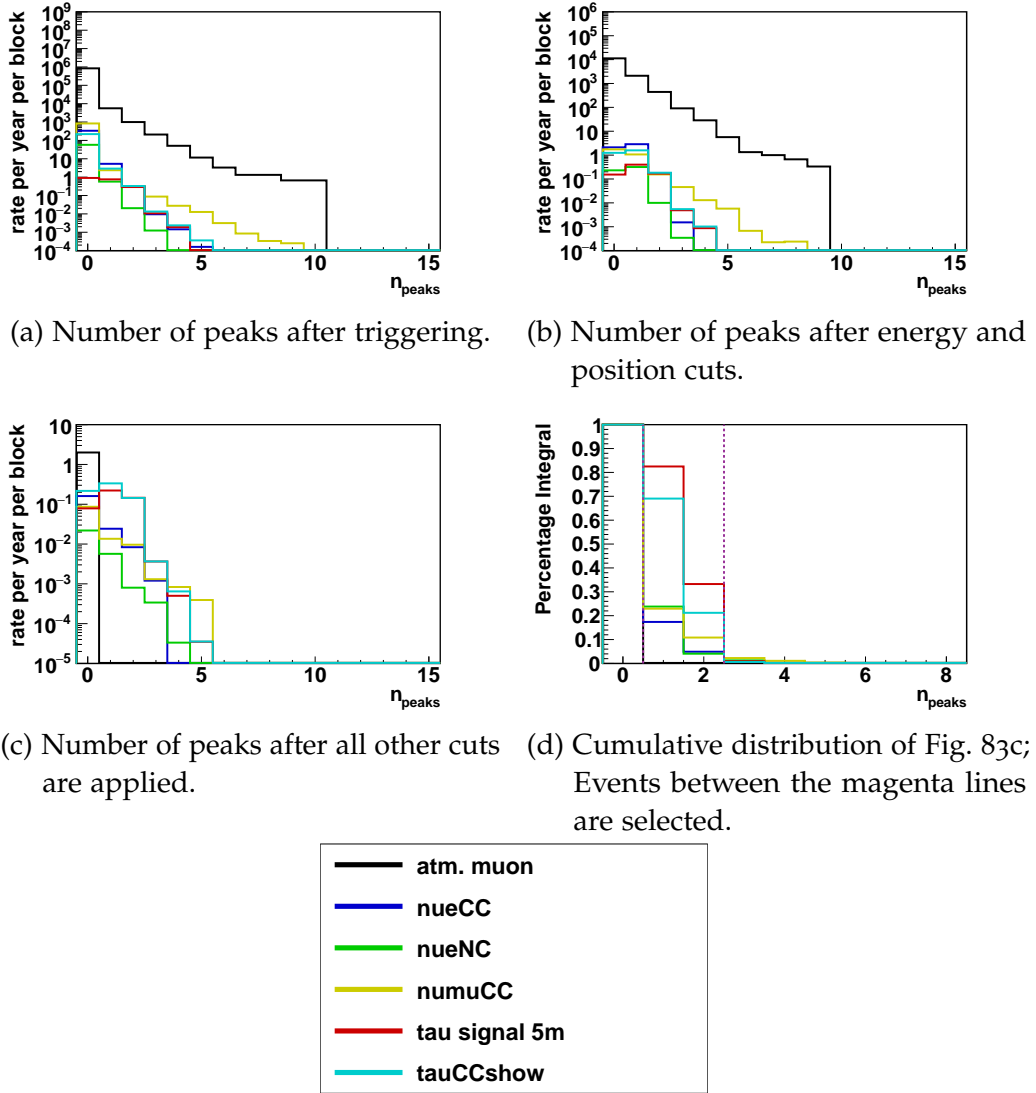 rate per year per block
10⁹
10⁸
10⁷
10⁶
10⁵
10⁴
10³
10²
10
1
10⁻¹
10⁻²
10⁻³
10⁻⁴
0 5 10 15
n_peaks
(a) Number of peaks after triggering.
rate per year per block
10⁶
10⁵
10⁴
10³
10²
10
1
10⁻¹
10⁻²
10⁻³
10⁻⁴
0 5 10 15
n_peaks
(b) Number of peaks after energy and
position cuts.
rate per year per block
10
1
10⁻¹
10⁻²
10⁻³
10⁻⁴
10⁻⁵
0 5 10 15
n_peaks
(c) Number of peaks after all other cuts
are applied.
Percentage Integral
1
0.9
0.8
0.7
0.6
0.5
0.4
0.3
0.2
0.1
0
0 2 4 6 8
n_peaks
(d) Cumulative distribution of Fig. 83c;
Events between the magenta lines
are selected.
atm. muon
nueCC
nueNC
numuCC
tau signal 5m
tauCCshow